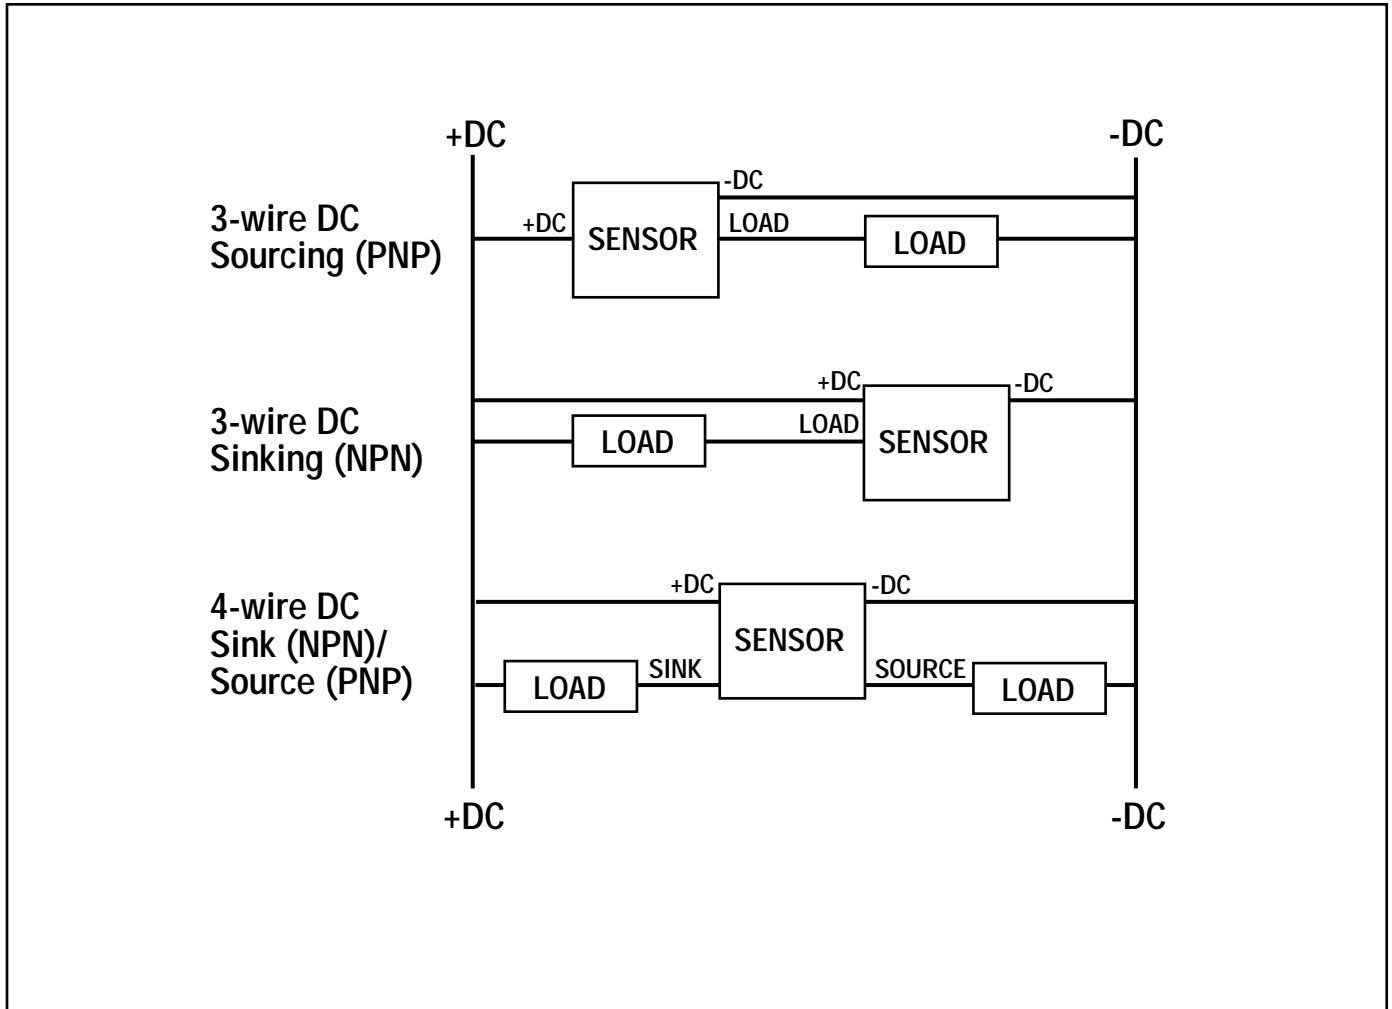 +DC
-DC
3-wire DC
Sourcing (PNP)
+DC
SENSOR
-DC
LOAD
LOAD
3-wire DC
Sinking (NPN)
LOAD
+DC
LOAD
SENSOR
-DC
4-wire DC
Sink (NPN)/
Source (PNP)
LOAD
+DC
SINK
SENSOR
-DC
SOURCE
LOAD
+DC
-DC